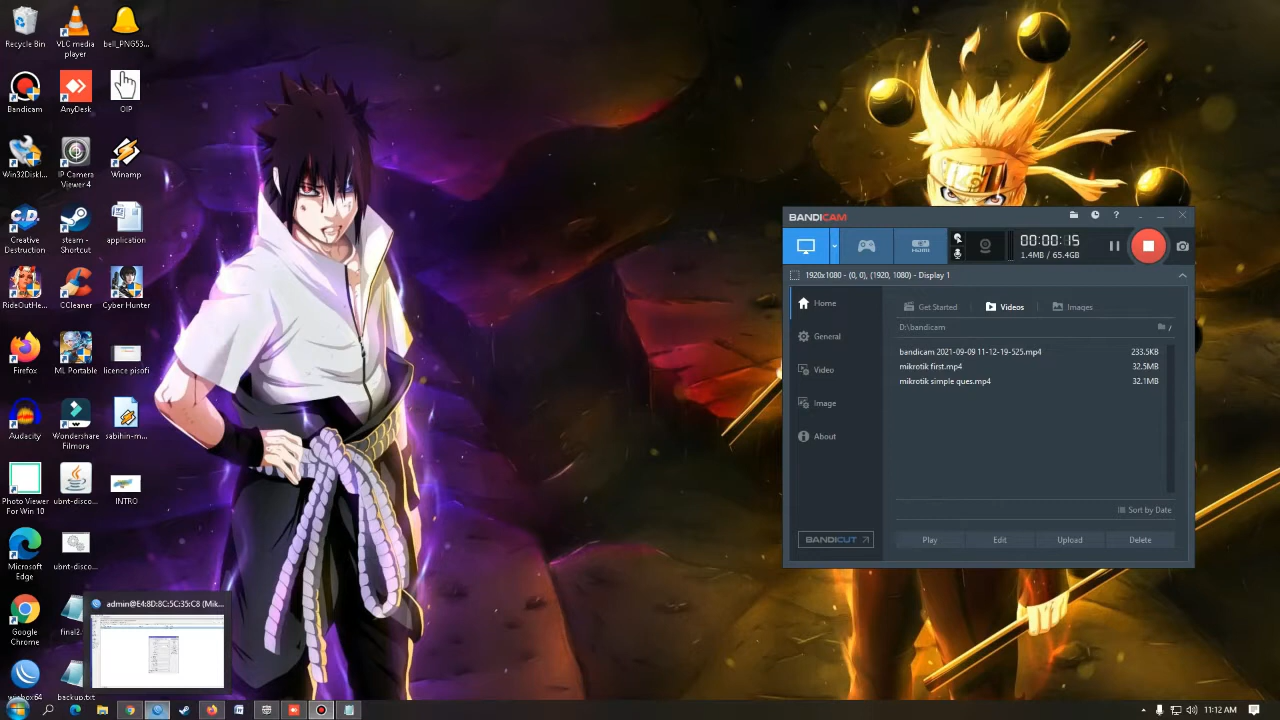 Recycle Bin
VLC media player
bell_PNG53...
Bandicam
AnyDesk
OIP
Win32Diskl...
IP Camera Viewer 4
Winamp
Creative Destruction
steam - Shortcut
application
RideOutHe...
CCleaner
Cyber Hunter
Firefox
ML Portable
licence pisofi
Audacity
Wondershare Filmora
sabihin-m...
Photo Viewer For Win 10
ubnt-disco...
INTRO
Microsoft Edge
ubnt-disco...
Google Chrome
final2.
winbox64
backup.txt
admin@E4:8D:8C:5C:35:C8 (Mik...
BANDICAM
?
HDMI
00:00:15
1.4MB / 65.4GB
1920x1080 - (0, 0), (1920, 1080) - Display 1
Home
General
Video
Image
About
BANDICUT
Get Started
Videos
Images
D:\bandicam
/
bandicam 2021-09-09 11-12-19-525.mp4 233.5KB
mikrotik first.mp4 32.5MB
mikrotik simple ques.mp4 32.1MB
Sort by Date
Play Edit Upload Delete
11:12 AM